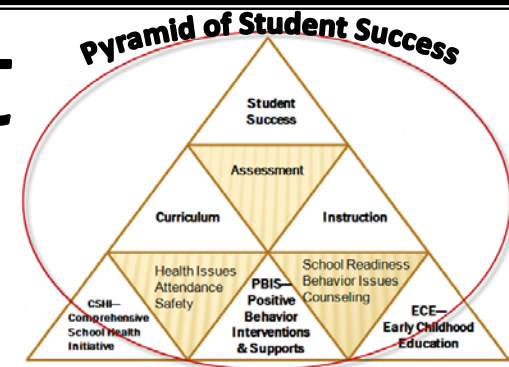 Pyramid of Student Success
Student
Success
Assessment
Curriculum
Instruction
Health Issues
Attendance
Safety
School Readiness
Behavior Issues
Counseling
CSHI—
Comprehensive
School Health
Initiative
PBIS—
Positive
Behavior
Interventions
& Supports
ECE—
Early Childhood
Education